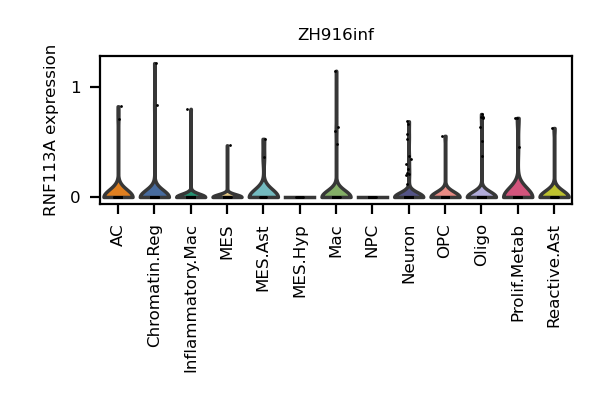 ZH916inf
RNF113A expression
1
0
AC
Chromatin.Reg
Inflammatory.Mac
MES
MES.Ast
MES.Hyp
Mac
NPC
Neuron
OPC
Oligo
Prolif.Metab
Reactive.Ast